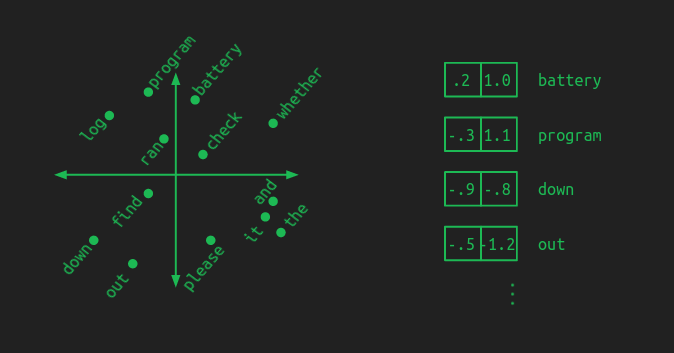 program
battery
whether
log
check
ran
and
find
the
it
down
please
out
.2 1.0 battery
-.3 1.1 program
-.9 -.8 down
-.5 -1.2 out
⋮